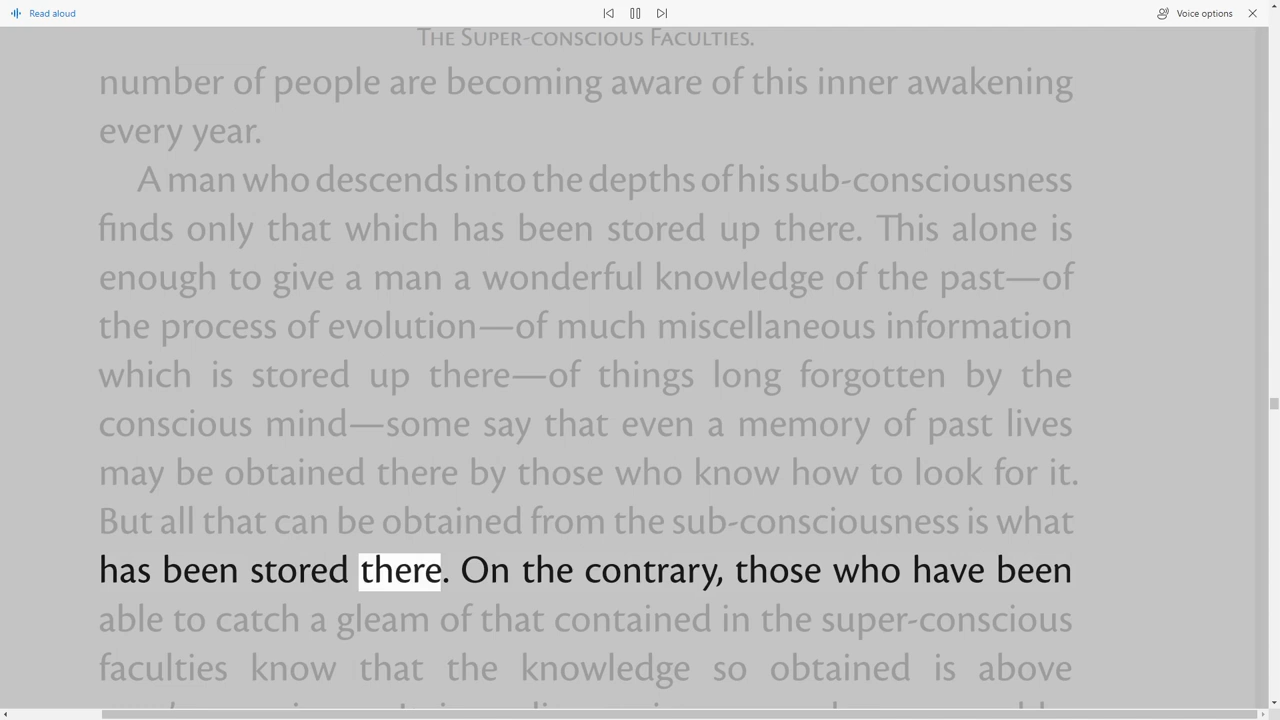 Read aloud
Voice options
The Super-conscious Faculties.
number of people are becoming aware of this inner awakening
every year.
A man who descends into the depths of his sub-consciousness
finds only that which has been stored up there. This alone is
enough to give a man a wonderful knowledge of the past—of
the process of evolution—of much miscellaneous information
which is stored up there—of things long forgotten by the
conscious mind—some say that even a memory of past lives
may be obtained there by those who know how to look for it.
But all that can be obtained from the sub-consciousness is what
has been stored there. On the contrary, those who have been
able to catch a gleam of that contained in the super-conscious
faculties know that the knowledge so obtained is above